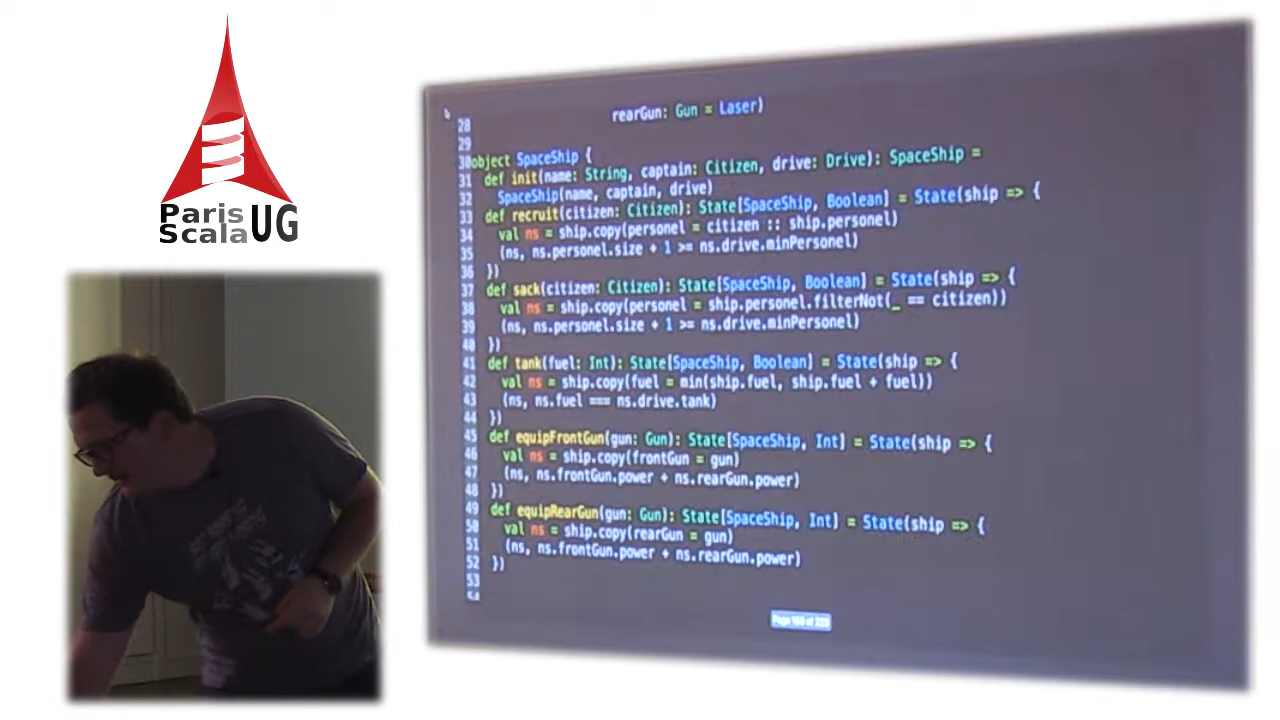 Paris
Scala UG
rearGun: Gun = Laser)
28
29
30 object SpaceShip {
31 def init(name: String, captain: Citizen, drive: Drive): SpaceShip =
32 SpaceShip(name, captain, drive)
33 def recruit(citizen: Citizen): State[SpaceShip, Boolean] = State(ship => {
34 val ns = ship.copy(personel = citizen :: ship.personel)
35 (ns, ns.personel.size + 1 >= ns.drive.minPersonel)
36 })
37 def sack(citizen: Citizen): State[SpaceShip, Boolean] = State(ship => {
38 val ns = ship.copy(personel = ship.personel.filterNot(_ == citizen))
39 (ns, ns.personel.size + 1 >= ns.drive.minPersonel)
40 })
41 def tank(fuel: Int): State[SpaceShip, Boolean] = State(ship => {
42 val ns = ship.copy(fuel = min(ship.fuel, ship.fuel + fuel))
43 (ns, ns.fuel === ns.drive.tank)
44 })
45 def equipFrontGun(gun: Gun): State[SpaceShip, Int] = State(ship => {
46 val ns = ship.copy(frontGun = gun)
47 (ns, ns.frontGun.power + ns.rearGun.power)
48 })
49 def equipRearGun(gun: Gun): State[SpaceShip, Int] = State(ship => {
50 val ns = ship.copy(rearGun = gun)
51 (ns, ns.frontGun.power + ns.rearGun.power)
52 })
53
54
Page of